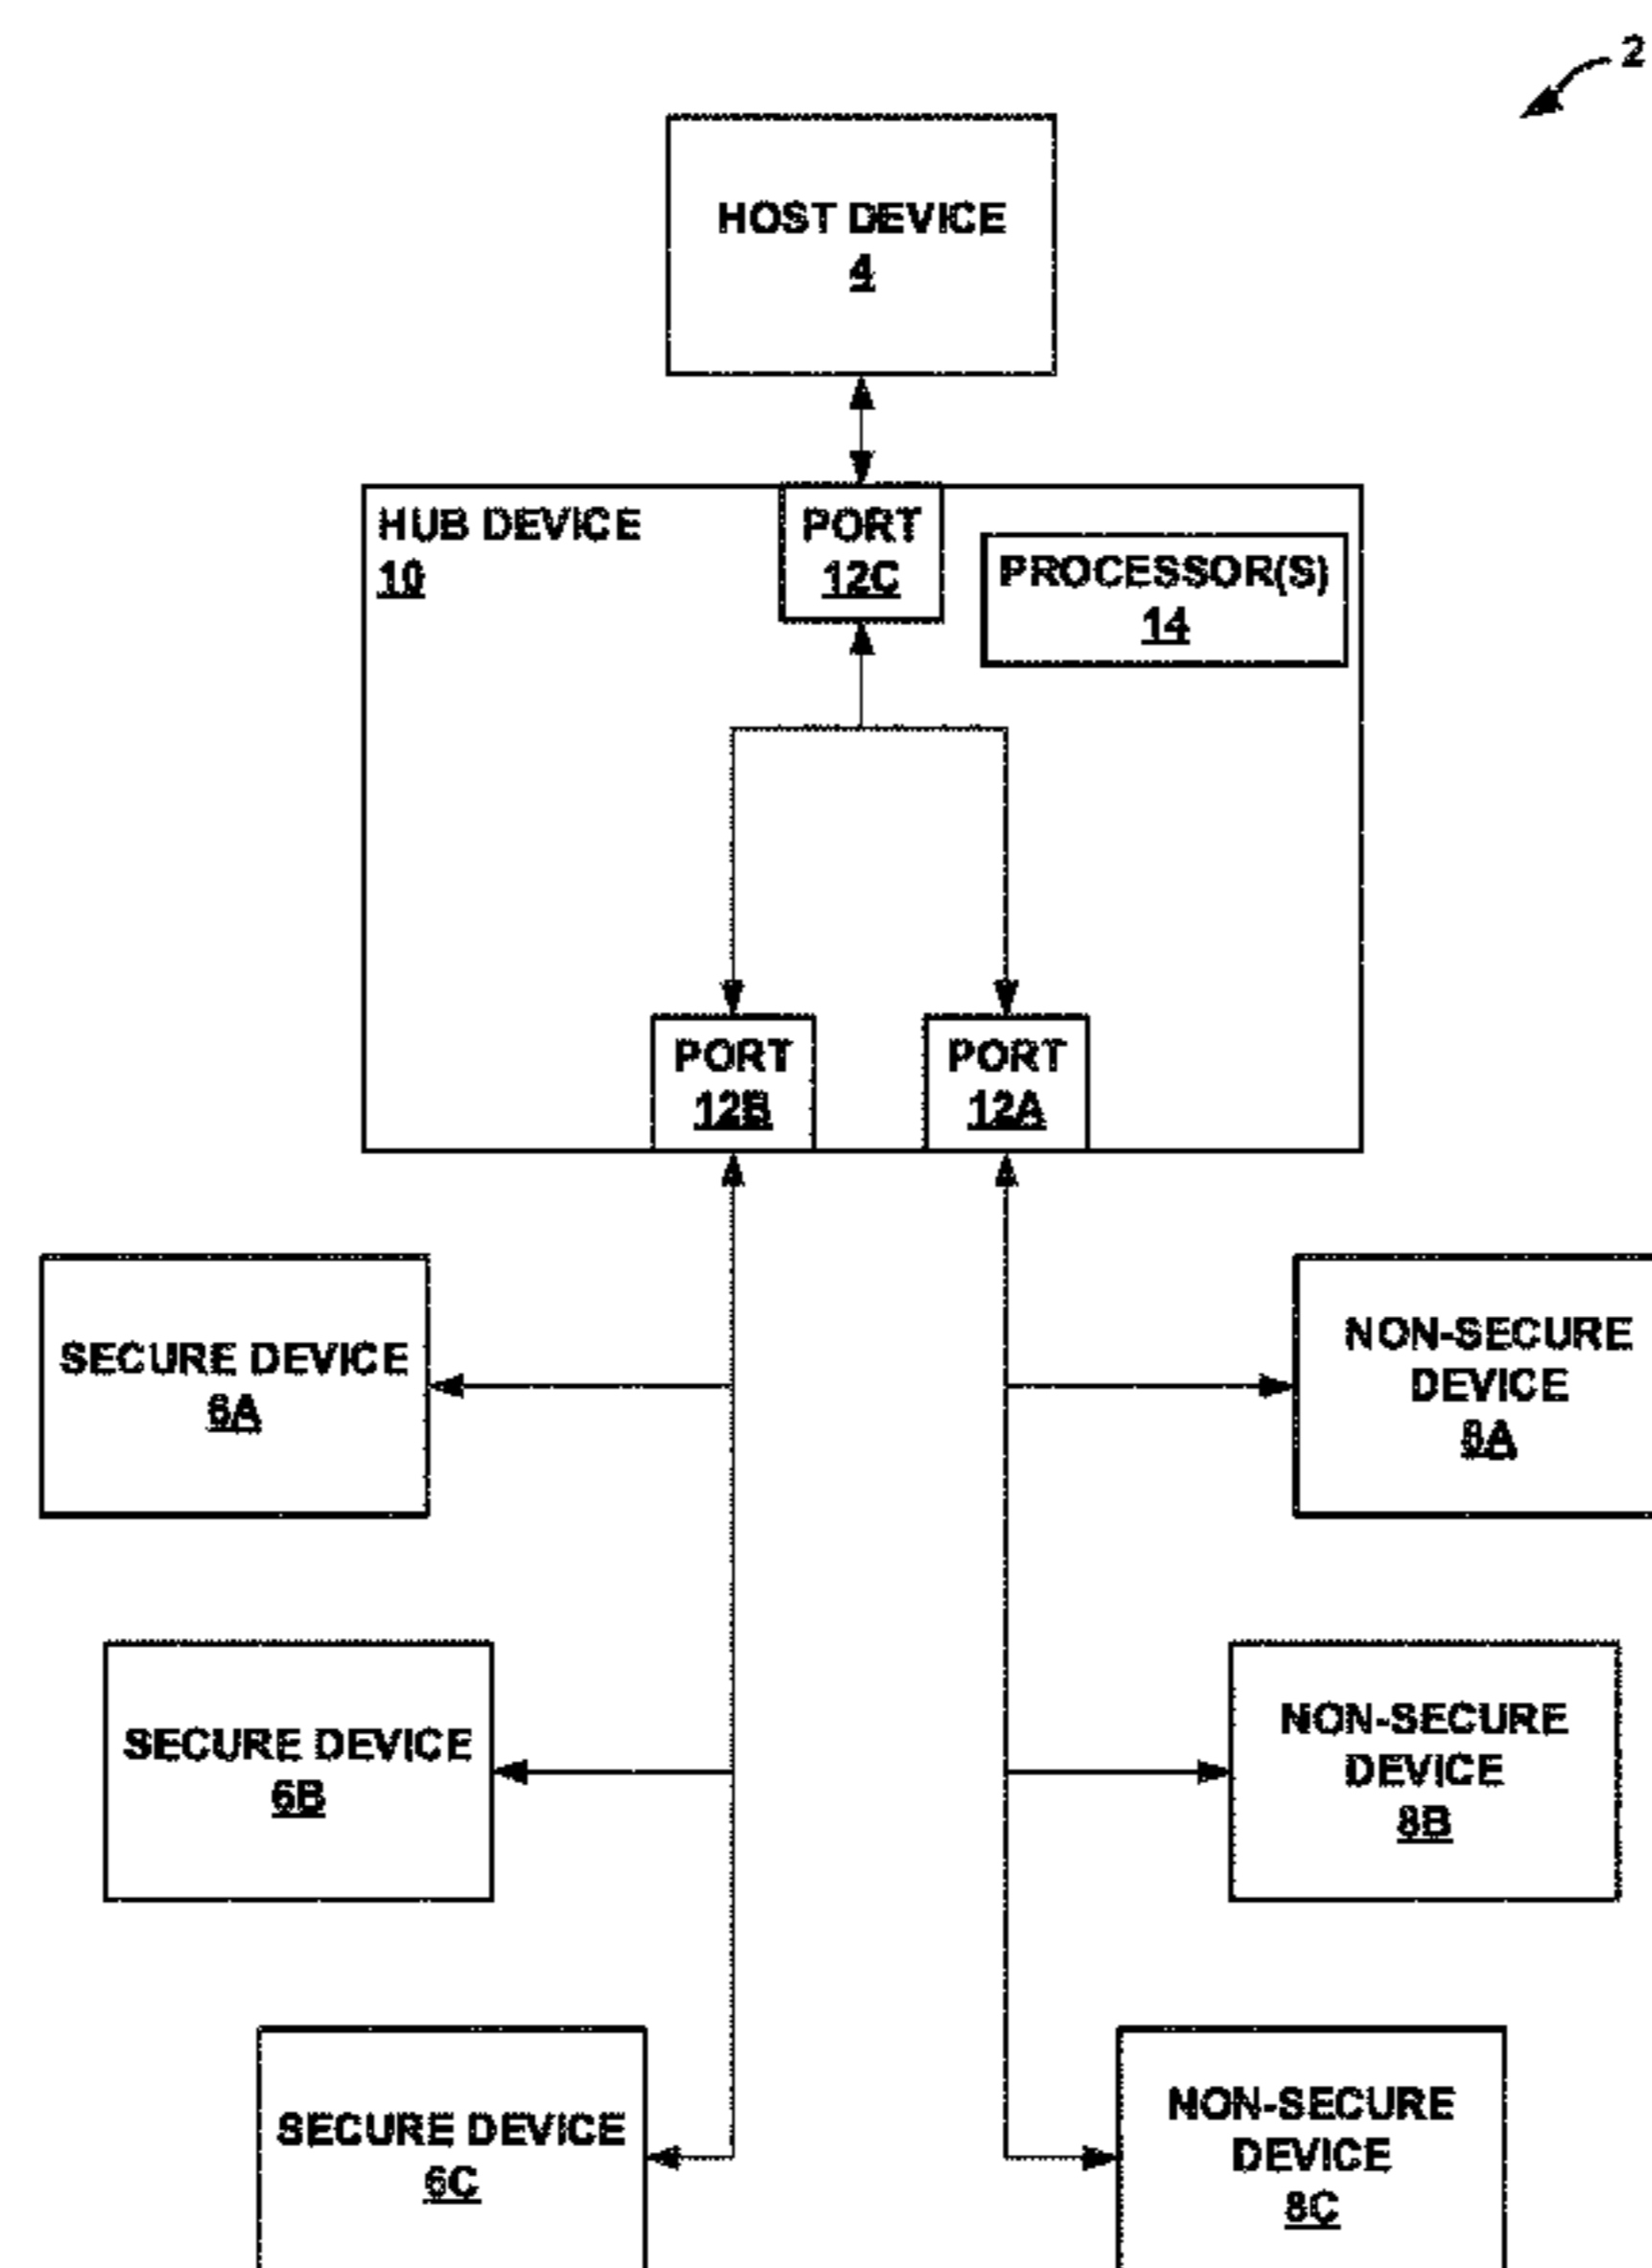 2
HOST DEVICE
4
HUB DEVICE
10
PORT
12C
PROCESSOR(S)
14
PORT
12B
PORT
12A
SECURE DEVICE
6A
NON-SECURE
DEVICE
8A
SECURE DEVICE
6B
NON-SECURE
DEVICE
8B
SECURE DEVICE
6C
NON-SECURE
DEVICE
8C